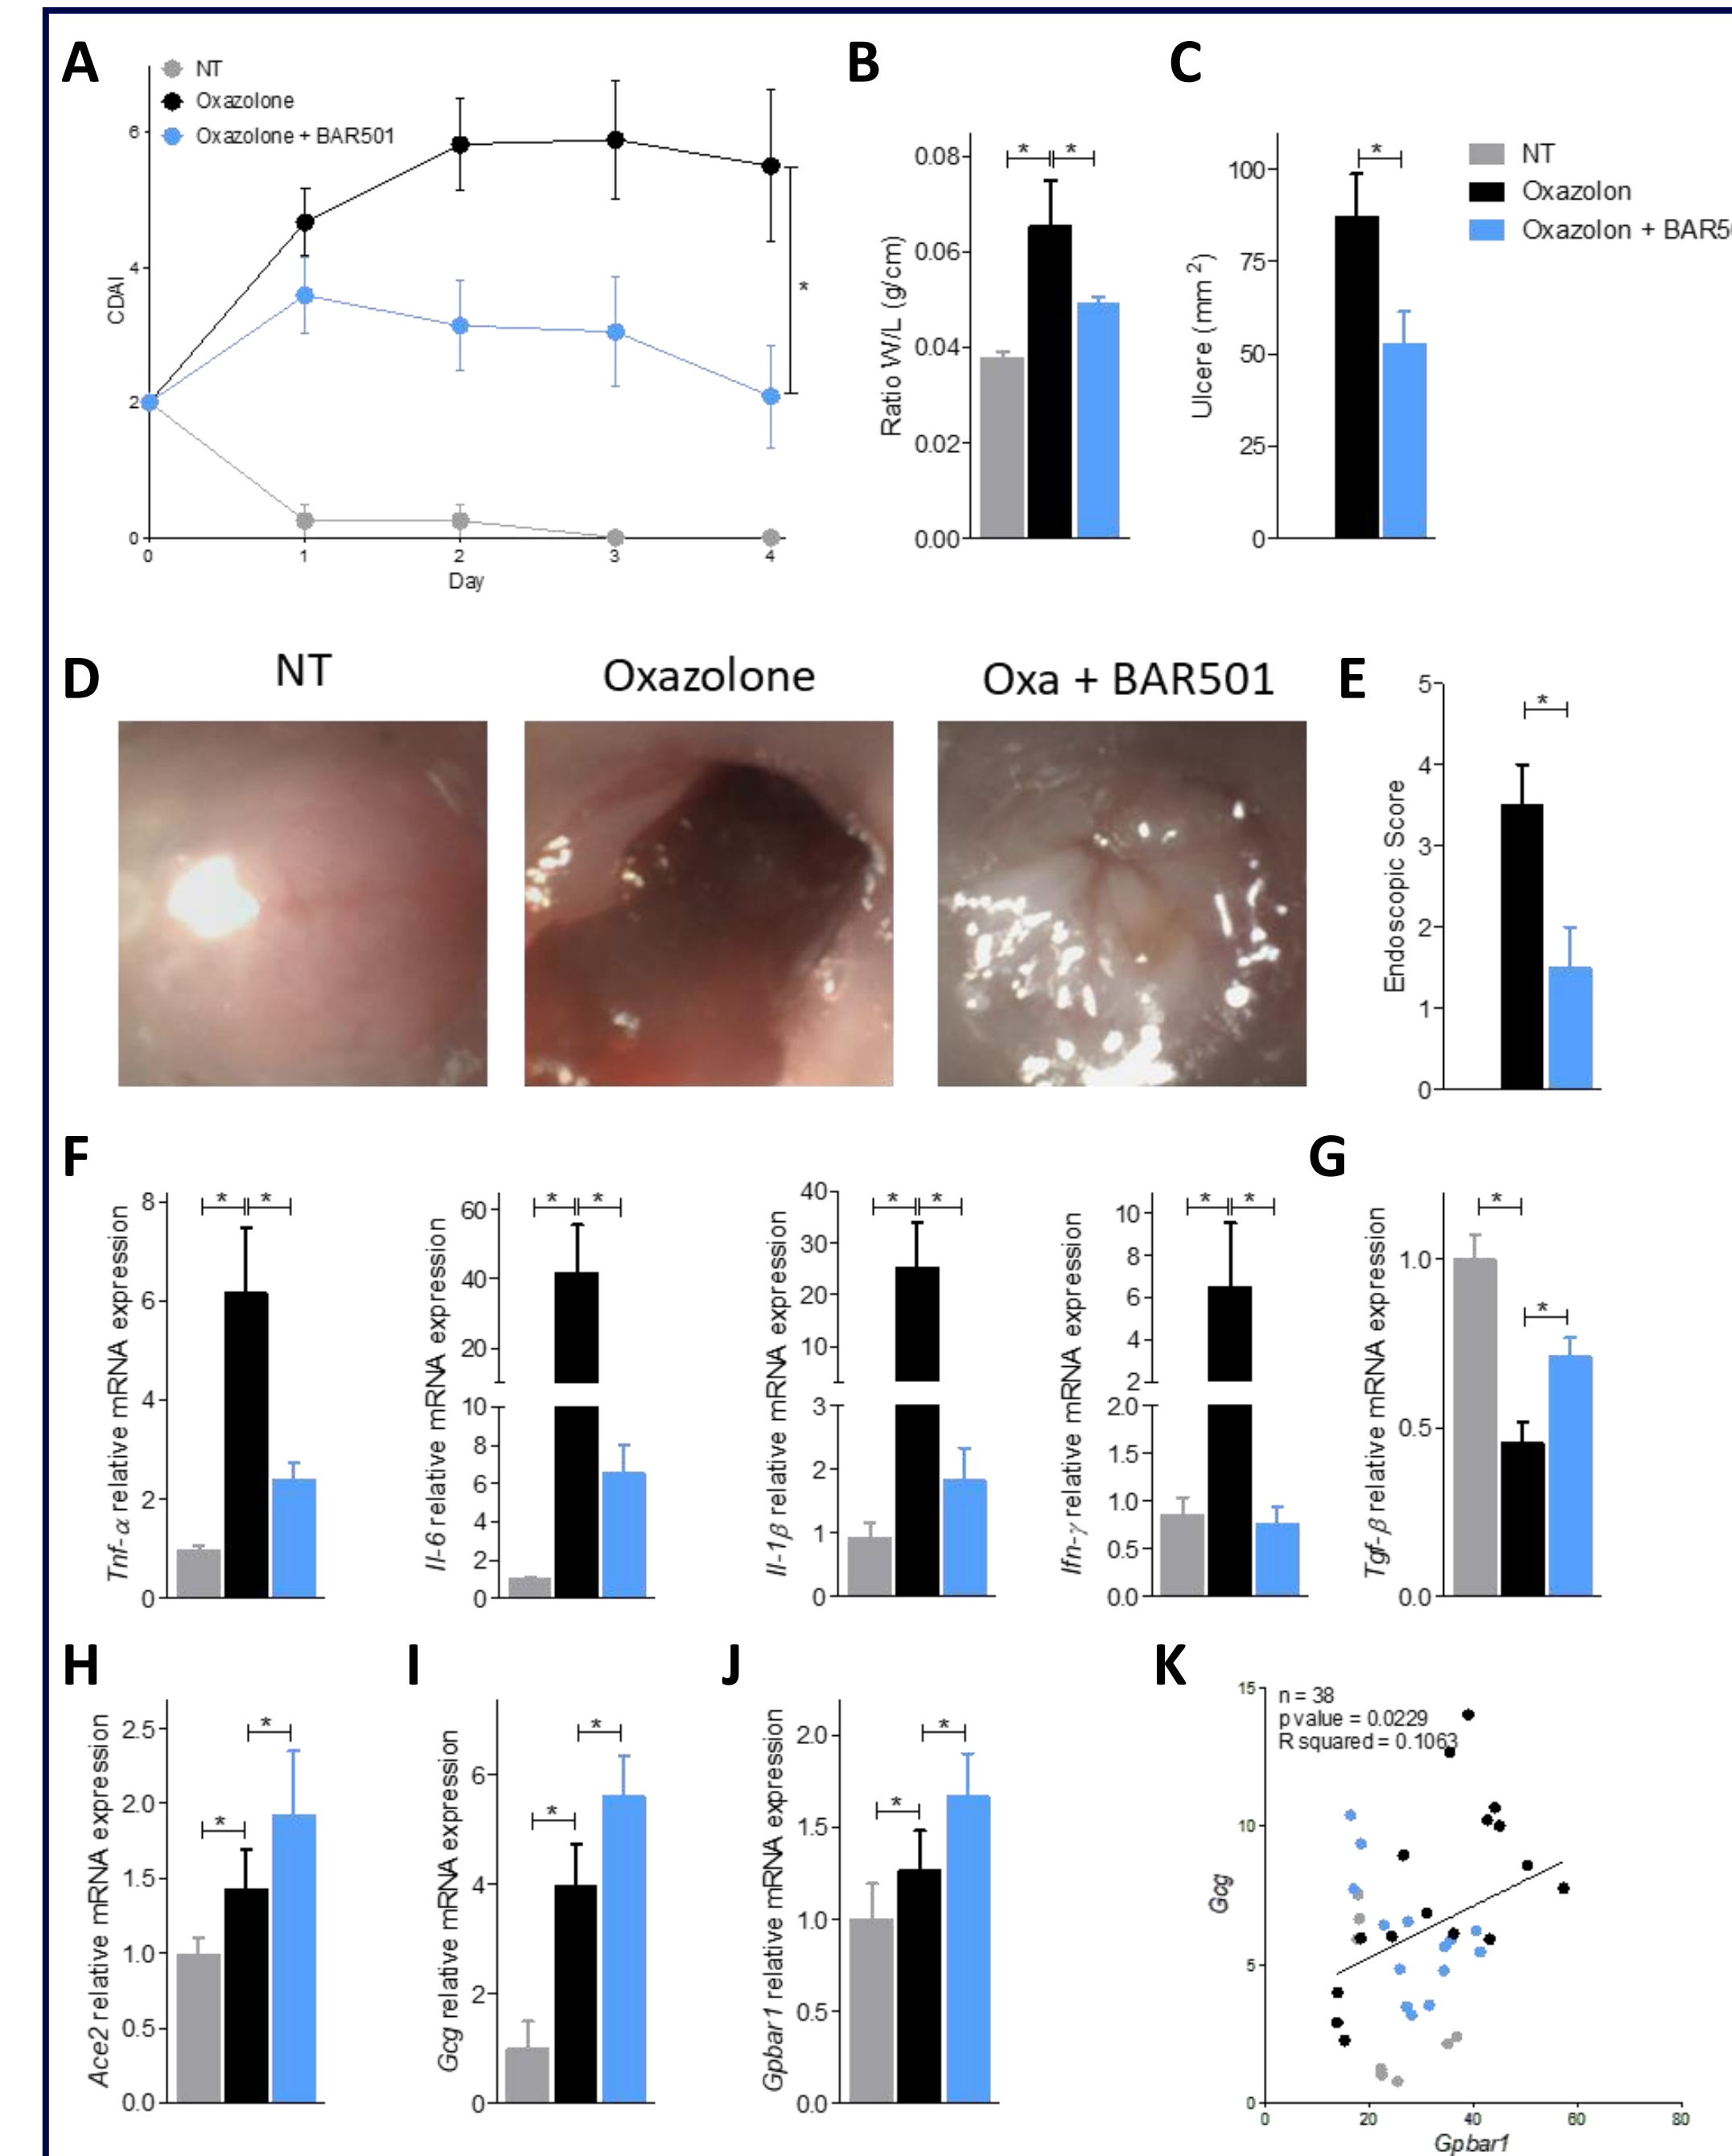 A
NT
Oxazolone
Oxazolone + BAR501
CDAI
6
4
2
0
*
0 1 2 3 4
Day
B
Ratio W/L (g/cm)
0.08
0.06
0.04
0.02
0.00
* *
C
Ulcere (mm 2)
100
75
50
25
0
*
NT
Oxazolon
Oxazolon + BAR50
D
NT
Oxazolone
Oxa + BAR501
E
Endoscopic Score
5
4
3
2
1
0
*
F
Tnf-α relative mRNA expression
8
6
4
2
0
* *
Il-6 relative mRNA expression
60
40
20
10
8
6
4
2
0
* *
Il-1β relative mRNA expression
40
30
20
10
3
2
1
0
* *
Ifn-γ relative mRNA expression
10
8
6
4
2
2.0
1.5
1.0
0.5
0.0
* *
G
Tgf-β relative mRNA expression
1.0
0.5
0.0
*
*
H
Ace2 relative mRNA expression
2.5
2.0
1.5
1.0
0.5
0.0
*
*
I
Gcg relative mRNA expression
6
4
2
0
*
*
J
Gpbar1 relative mRNA expression
2.0
1.5
1.0
0.5
0.0
*
*
K
n = 38
p value = 0.0229
R squared = 0.1063
Gcg
15
10
5
0
0 20 40 60 80
Gpbar1